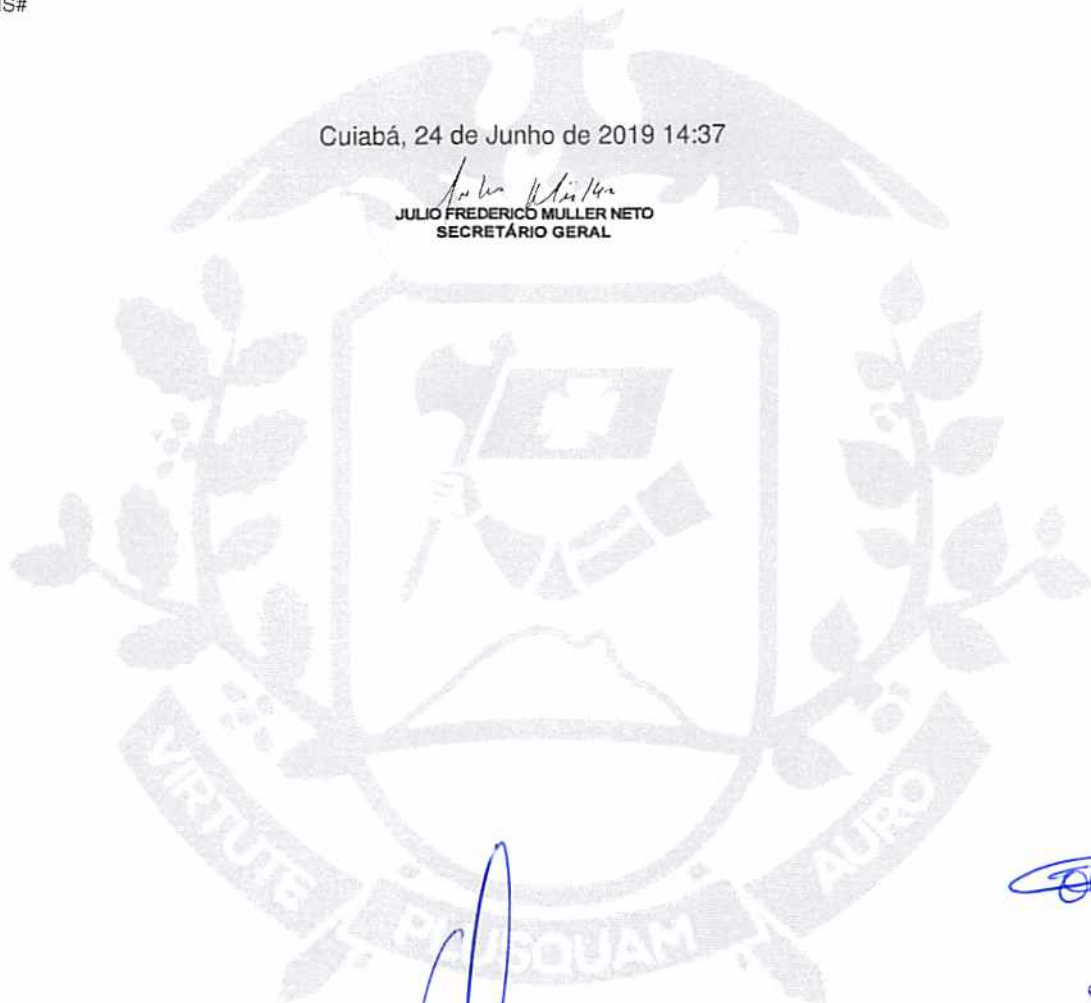 S#
Cuiabá, 24 de Junho de 2019 14:37
JULIO FREDERICO MULLER NETO
SECRETÁRIO GERAL
VIRTUTE
PLUSQUAM
AURO